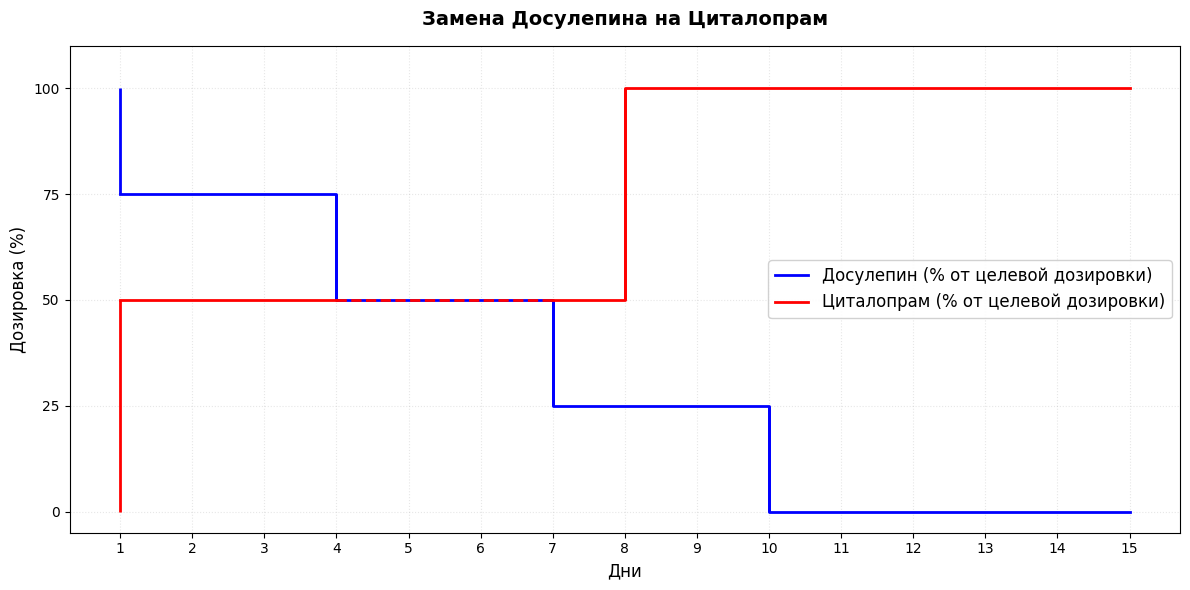 Замена Досулепина на Циталопрам
Дозировка (%)
100
75
50
25
0
Досулепин (% от целевой дозировки)
Циталопрам (% от целевой дозировки)
1 2 3 4 5 6 7 8 9 10 11 12 13 14 15
Дни